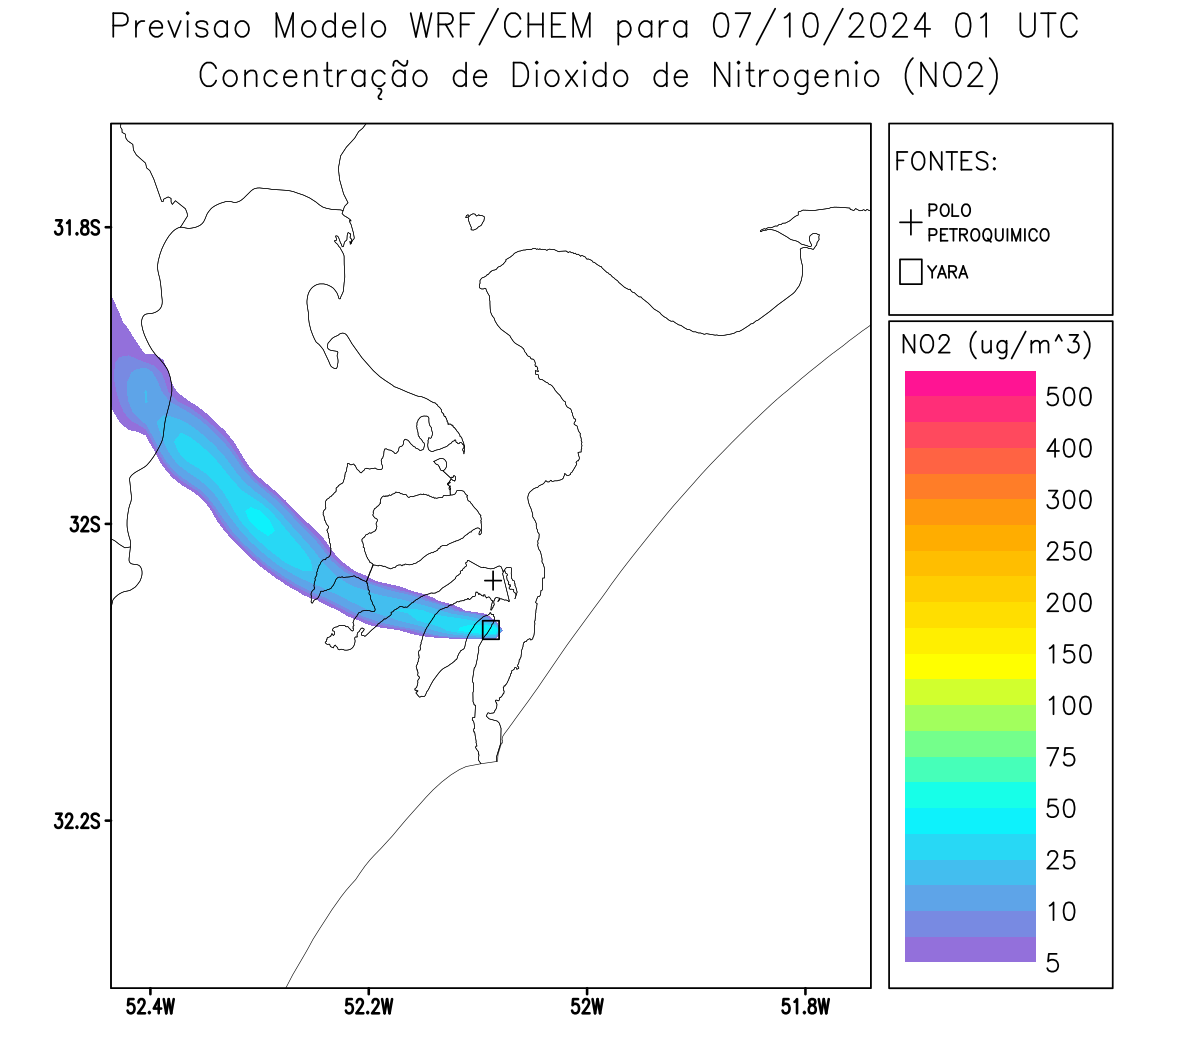 Previsao Modelo WRF/CHEM para 07/10/2024 01 UTC
Concentração de Dioxido de Nitrogenio (NO2)
FONTES:
POLO
PETROQUIMICO
YARA
NO2 (ug/m^3)
500
400
300
250
200
150
100
75
50
25
10
5
31.8S
32S
32.2S
52.4W
52.2W
52W
51.8W